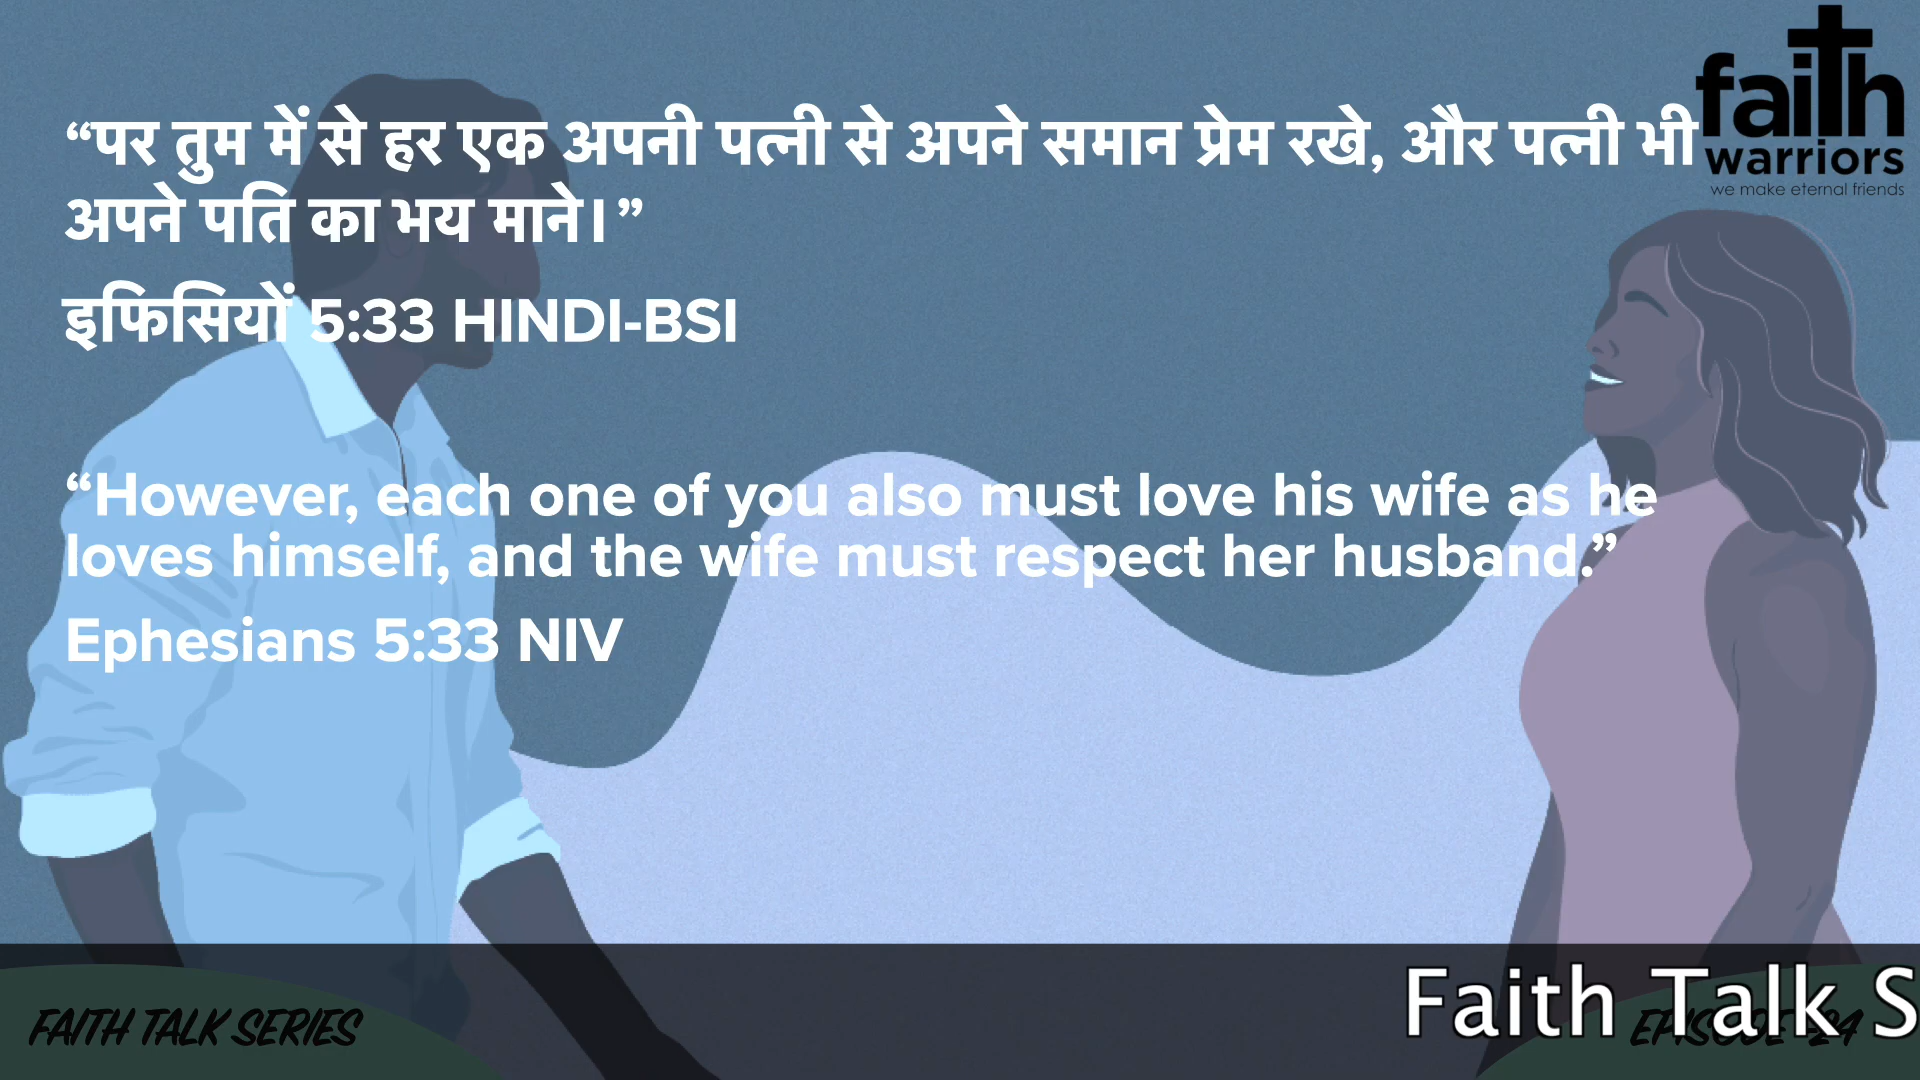 faith
warriors
we make eternal friends
“पर तुम में से हर एक अपनी पत्नी से अपने समान प्रेम रखे, और पत्नी भी
अपने पति का भय माने।”
इफिसियों 5:33 HINDI-BSI
“However, each one of you also must love his wife as he
loves himself, and the wife must respect her husband.”
Ephesians 5:33 NIV
FAITH TALK SERIES
EPISODE -24
Faith Talk S